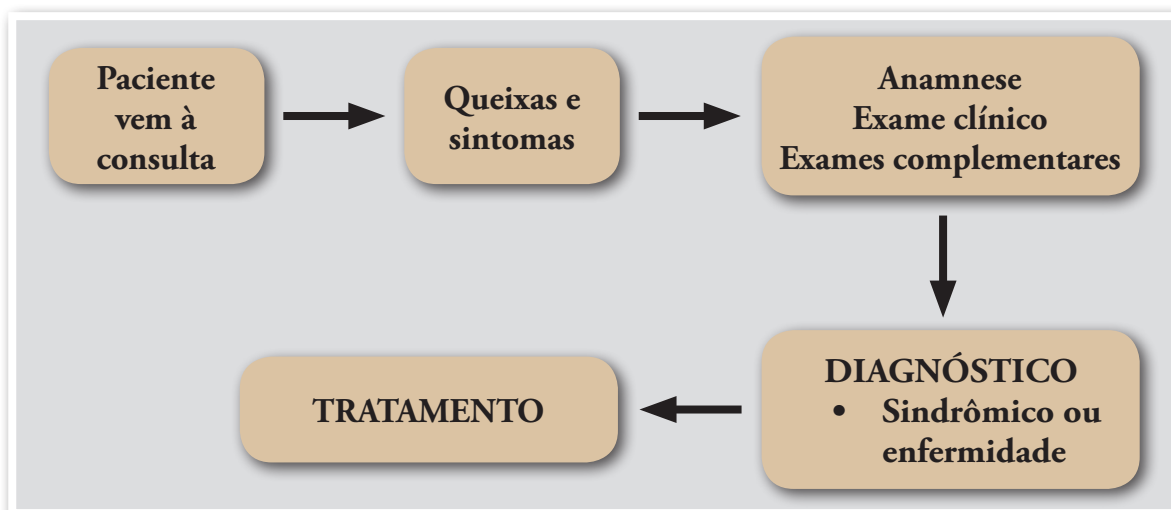 Paciente
vem à
consulta
Queixas e
sintomas
Anamnese
Exame clínico
Exames complementares
DIAGNÓSTICO
• Sindrômico ou
enfermidade
TRATAMENTO